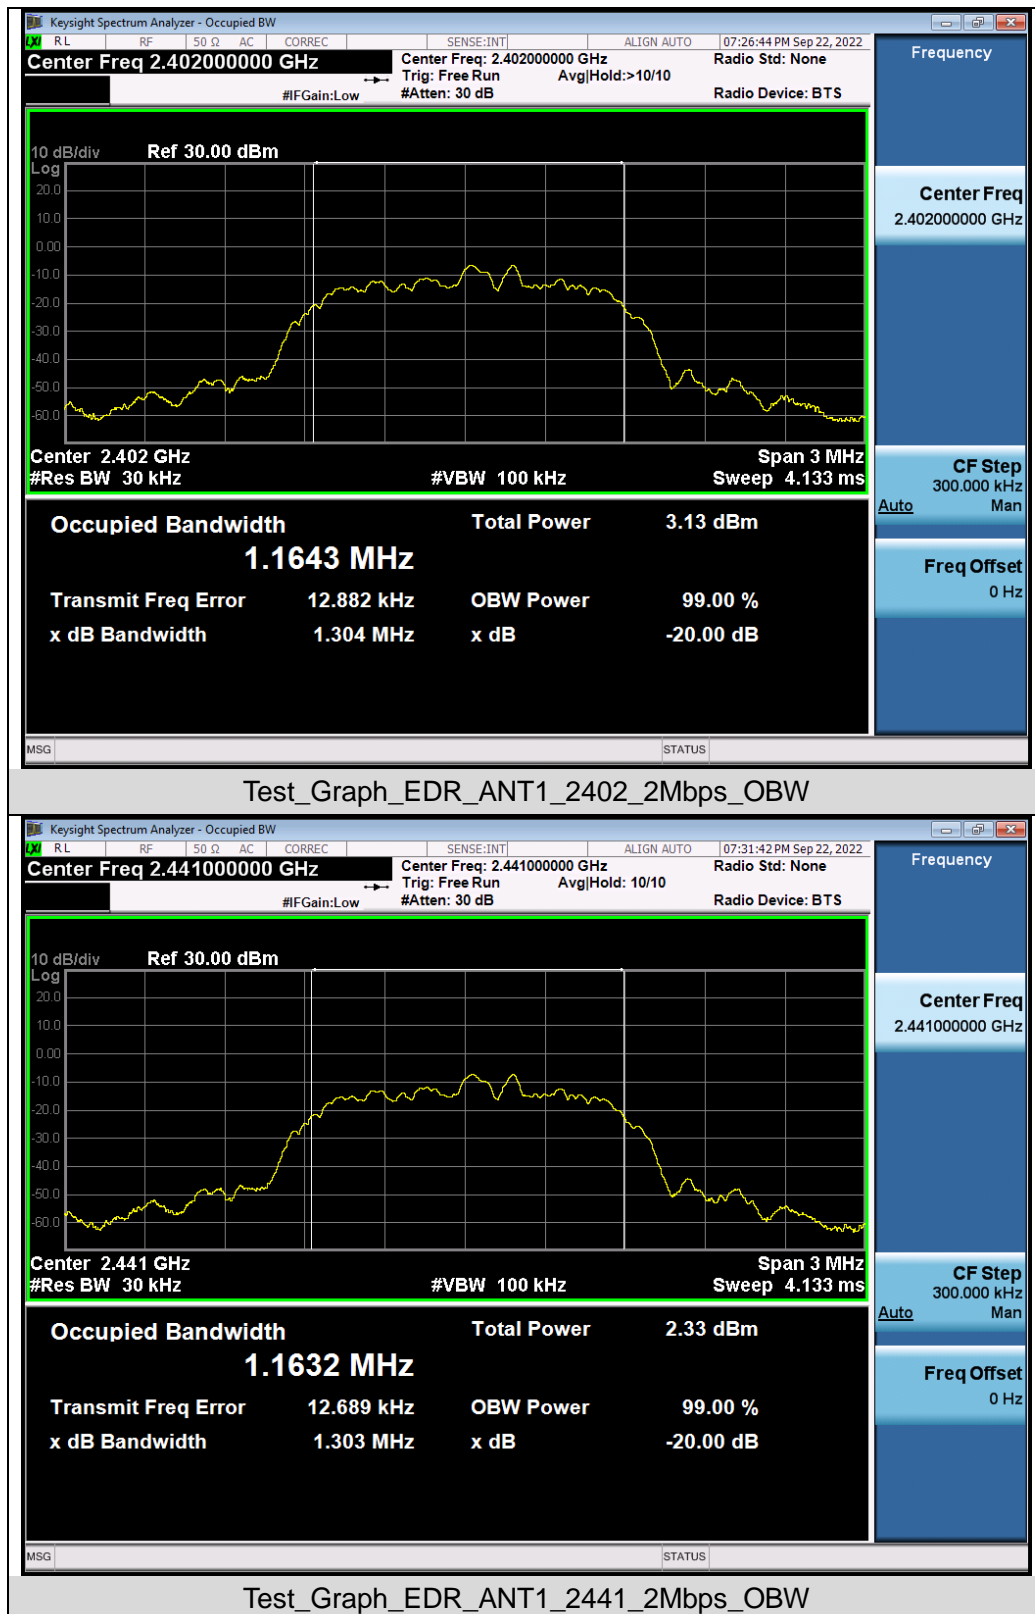 Keysight Spectrum Analyzer - Occupied BW
LXI RL RF 50 Ω AC CORREC SENSE:INT ALIGN AUTO 07:26:44 PM Sep 22, 2022
Center Freq 2.402000000 GHz
Center Freq: 2.402000000 GHz
Radio Std: None
Trig: Free Run Avg|Hold:>10/10
#IFGain:Low
#Atten: 30 dB
Radio Device: BTS
Frequency
10 dB/div Ref 30.00 dBm
Log
20.0
10.0
0.00
-10.0
-20.0
-30.0
-40.0
-50.0
-60.0
Center 2.402 GHz
Span 3 MHz
#Res BW 30 kHz
#VBW 100 kHz
Sweep 4.133 ms
Center Freq
2.402000000 GHz
CF Step
300.000 kHz
Auto Man
Freq Offset
0 Hz
Occupied Bandwidth
Total Power 3.13 dBm
1.1643 MHz
Transmit Freq Error 12.882 kHz
OBW Power 99.00 %
x dB Bandwidth 1.304 MHz
x dB -20.00 dB
MSG STATUS
Test_Graph_EDR_ANT1_2402_2Mbps_OBW
Keysight Spectrum Analyzer - Occupied BW
LXI RL RF 50 Ω AC CORREC SENSE:INT ALIGN AUTO 07:31:42 PM Sep 22, 2022
Center Freq 2.441000000 GHz
Center Freq: 2.441000000 GHz
Radio Std: None
Trig: Free Run Avg|Hold: 10/10
#IFGain:Low
#Atten: 30 dB
Radio Device: BTS
Frequency
10 dB/div Ref 30.00 dBm
Log
20.0
10.0
0.00
-10.0
-20.0
-30.0
-40.0
-50.0
-60.0
Center 2.441 GHz
Span 3 MHz
#Res BW 30 kHz
#VBW 100 kHz
Sweep 4.133 ms
Center Freq
2.441000000 GHz
CF Step
300.000 kHz
Auto Man
Freq Offset
0 Hz
Occupied Bandwidth
Total Power 2.33 dBm
1.1632 MHz
Transmit Freq Error 12.689 kHz
OBW Power 99.00 %
x dB Bandwidth 1.303 MHz
x dB -20.00 dB
MSG STATUS
Test_Graph_EDR_ANT1_2441_2Mbps_OBW